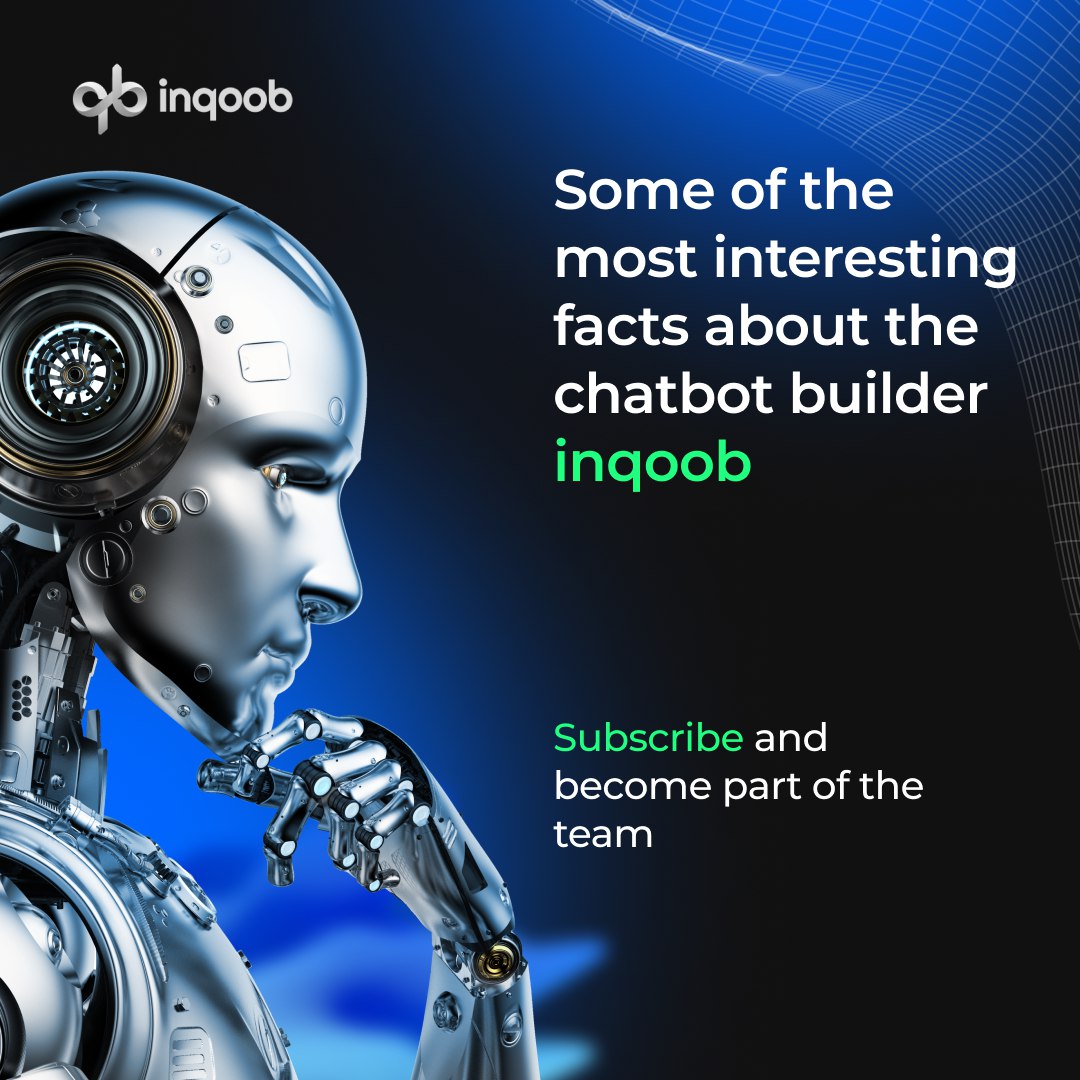 inqoob
Some of the
most interesting
facts about the
chatbot builder
inqoob
Subscribe and
become part of the
team